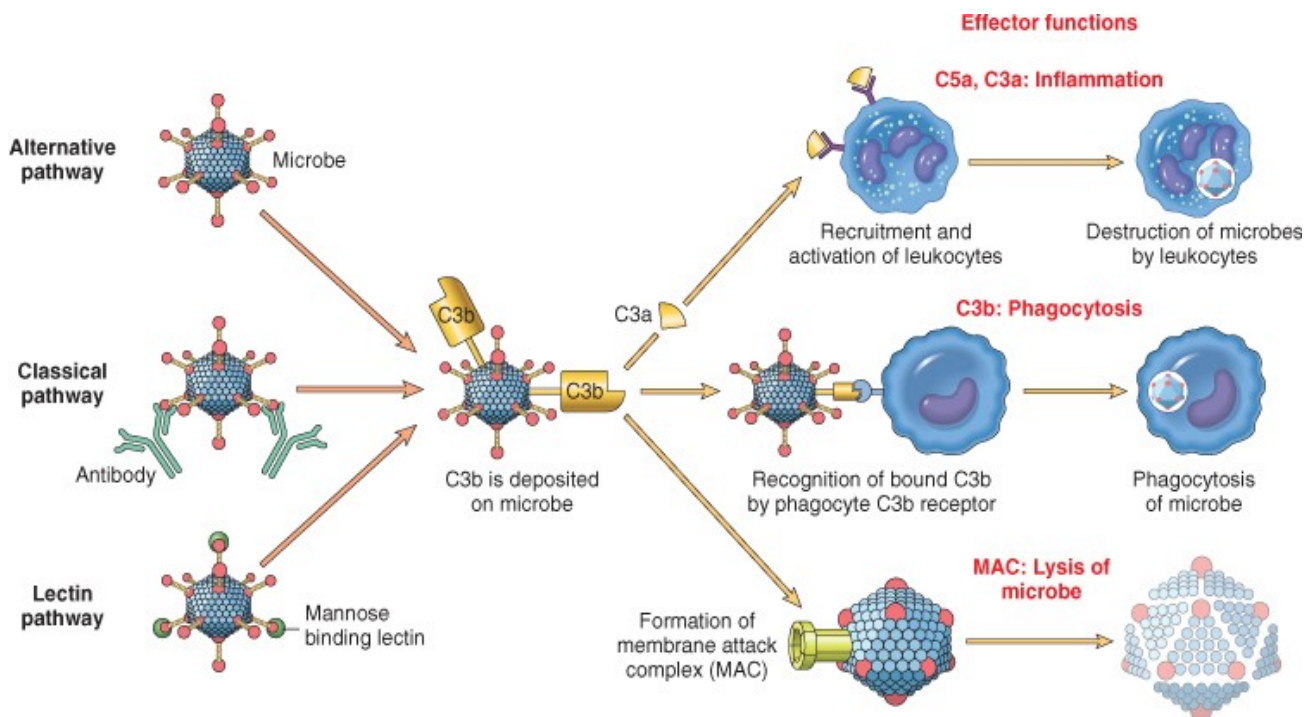 Effector functions
C5a, C3a: Inflammation
Alternative
pathway
Microbe
Recruitment and
activation of leukocytes
Destruction of microbes
by leukocytes
C3b
C3a
C3b: Phagocytosis
Classical
pathway
C3b
Antibody
C3b is deposited
on microbe
Recognition of bound C3b
by phagocyte C3b receptor
Phagocytosis
of microbe
MAC: Lysis of
microbe
Lectin
pathway
Mannose
binding lectin
Formation of
membrane attack
complex (MAC)